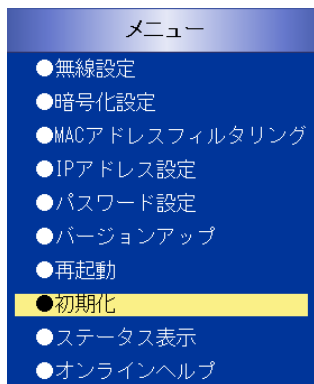 メニュー
●無線設定
●暗号化設定
●MACアドレスフィルタリング
●IPアドレス設定
●パスワード設定
●バージョンアップ
●再起動
●初期化
●ステータス表示
●オンラインヘルプ